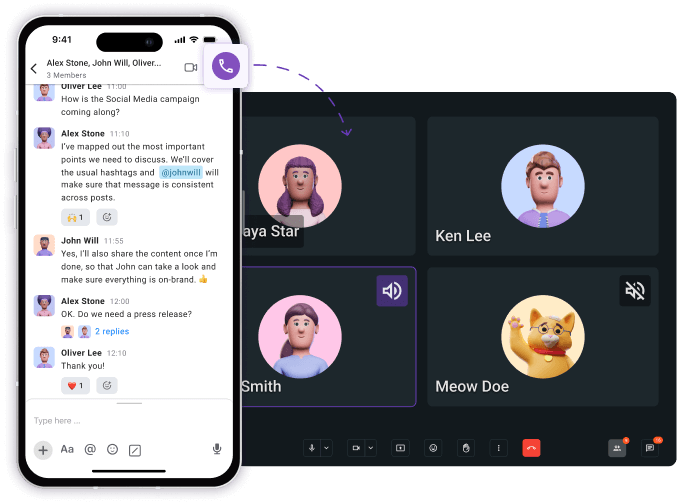 9:41
Alex Stone, John Will, Oliver...
3 Members
Oliver Lee 11:00
How is the Social Media campaign
coming along?
Alex Stone 11:10
I've mapped out the most important
points we need to discuss. We'll cover
the usual hashtags and @johnwill will
make sure that message is consistent
across posts.
1
John Will 11:55
Yes, I'll also share the content once I'm
done, so that John can take a look and
make sure everything is on-brand. 👍
Alex Stone 12:00
OK. Do we need a press release?
2 replies
Oliver Lee 12:10
Thank you!
1
Type here ...
Aa
@
aya Star
Ken Lee
Smith
Meow Doe